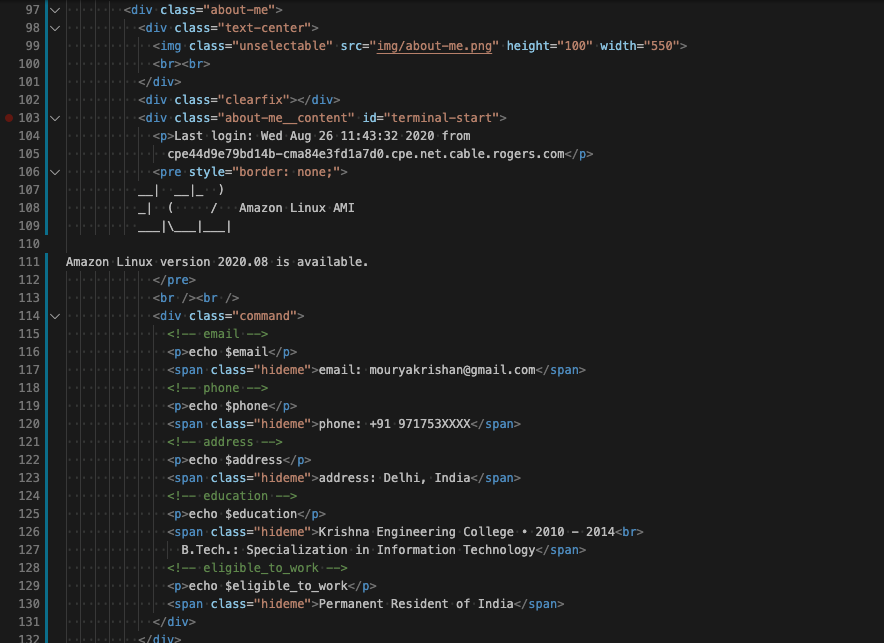 97 <div class="about-me">
98 <div class="text-center">
99 <img class="unselectable" src="img/about-me.png" height="100" width="550">
100 <br><br>
101 </div>
102 <div class="clearfix"></div>
103 <div class="about-me__content" id="terminal-start">
104 <p>Last login: Wed Aug 26 11:43:32 2020 from
105 cpe44d9e79bd14b-cma84e3fd1a7d0.cpe.net.cable.rogers.com</p>
106 <pre style="border: none;">
107 __|  __|_  )
108 _|  (     /   Amazon Linux AMI
109 ___|\___|___|
110
111 Amazon Linux version 2020.08 is available.
112 </pre>
113 <br /><br />
114 <div class="command">
115 <!-- email -->
116 <p>echo $email</p>
117 <span class="hideme">email: mouryakrishan@gmail.com</span>
118 <!-- phone -->
119 <p>echo $phone</p>
120 <span class="hideme">phone: +91 971753XXXX</span>
121 <!-- address -->
122 <p>echo $address</p>
123 <span class="hideme">address: Delhi, India</span>
124 <!-- education -->
125 <p>echo $education</p>
126 <span class="hideme">Krishna Engineering College • 2010 - 2014<br>
127 B.Tech.: Specialization in Information Technology</span>
128 <!-- eligible_to_work -->
129 <p>echo $eligible_to_work</p>
130 <span class="hideme">Permanent Resident of India</span>
131 </div>
132 </div>